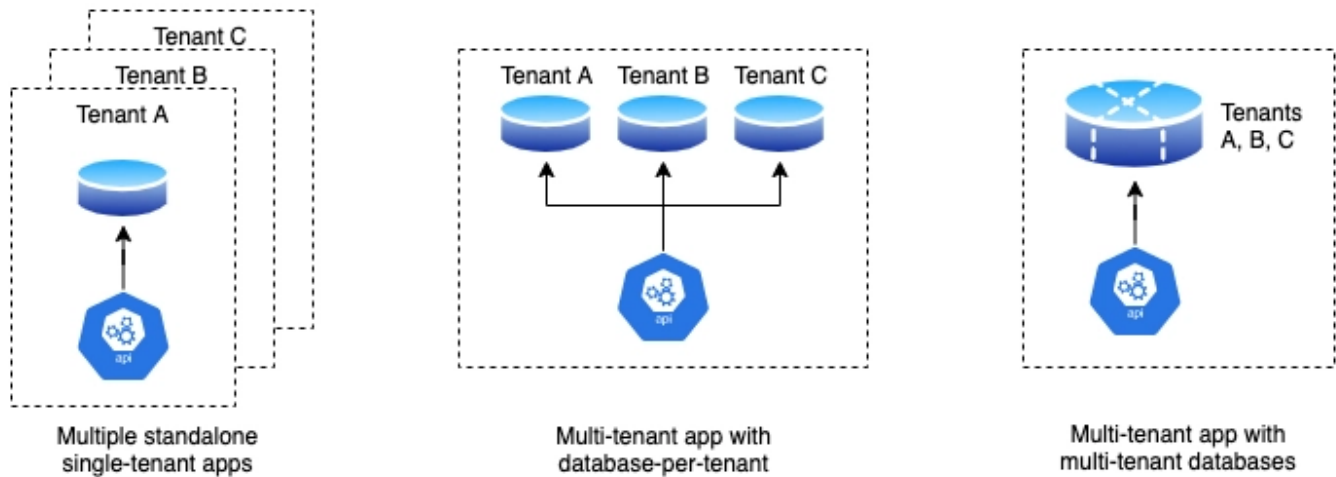 Tenant C
Tenant B
Tenant A
api
Multiple standalone
single-tenant apps
Tenant A Tenant B Tenant C
api
Multi-tenant app with
database-per-tenant
Tenants
A, B, C
api
Multi-tenant app with
multi-tenant databases